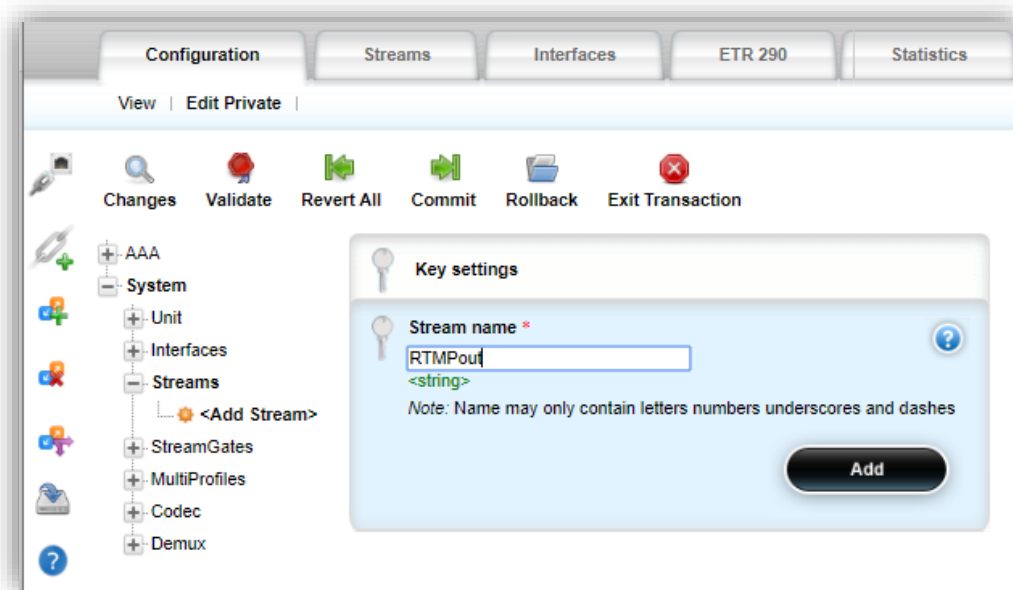 Configuration Streams Interfaces ETR 290 Statistics
View | Edit Private |
Changes Validate Revert All Commit Rollback Exit Transaction
AAA
System
Unit
Interfaces
Streams
<Add Stream>
StreamGates
MultiProfiles
Codec
Demux
Key settings
Stream name *
RTMPout
<string>
Note: Name may only contain letters numbers underscores and dashes
Add